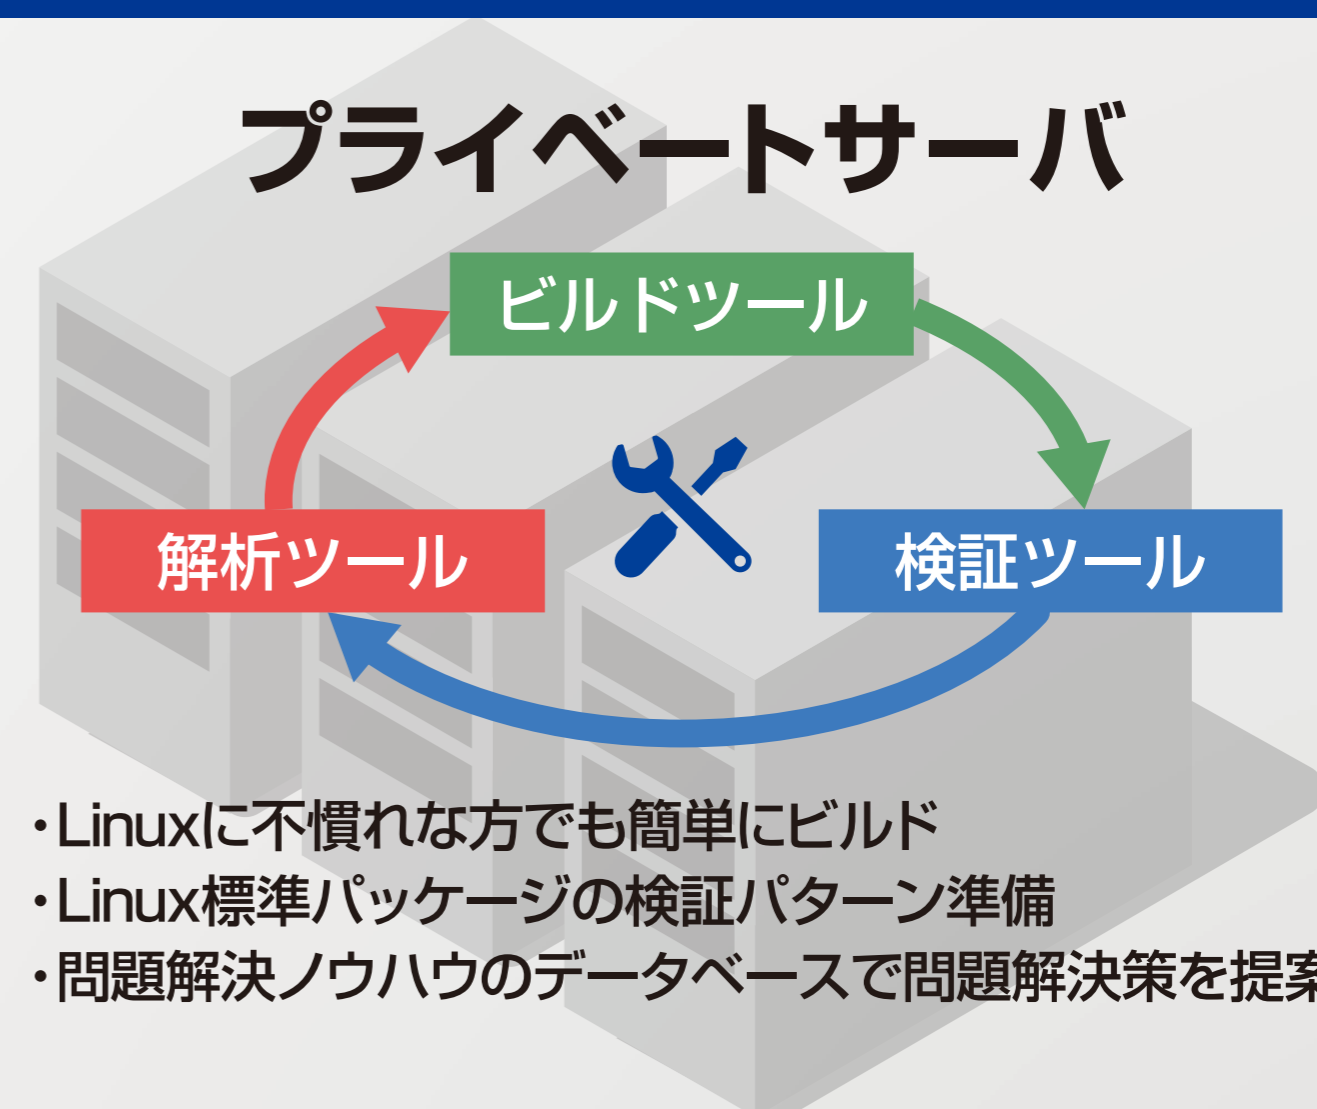 プライベートサーバ
ビルドツール
解析ツール
検証ツール
・Linuxに不慣れな方でも簡単にビルド
・Linux標準パッケージの検証パターン準備
・問題解決ノウハウのデータベースで問題解決策を提案